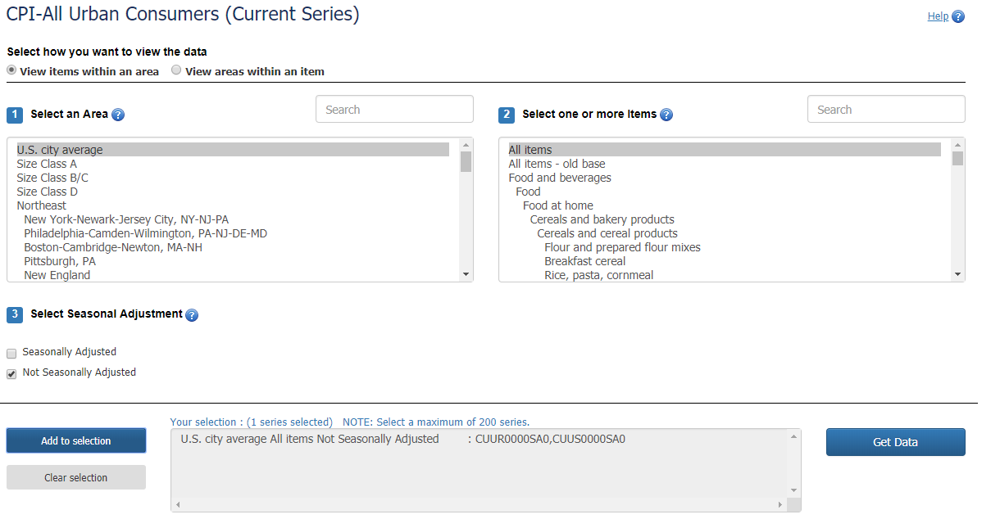 CPI-All Urban Consumers (Current Series)
Help ?
Select how you want to view the data
View items within an area View areas within an item
1 Select an Area ? Search
U.S. city average
Size Class A
Size Class B/C
Size Class D
Northeast
New York-Newark-Jersey City, NY-NJ-PA
Philadelphia-Camden-Wilmington, PA-NJ-DE-MD
Boston-Cambridge-Newton, MA-NH
Pittsburgh, PA
New England
2 Select one or more Items ? Search
All items
All items - old base
Food and beverages
Food
Food at home
Cereals and bakery products
Cereals and cereal products
Flour and prepared flour mixes
Breakfast cereal
Rice, pasta, cornmeal
3 Select Seasonal Adjustment ?
Seasonally Adjusted
Not Seasonally Adjusted
Add to selection
Clear selection
Your selection : (1 series selected) NOTE: Select a maximum of 200 series.
U.S. city average All items Not Seasonally Adjusted : CUUR0000SA0,CUUS0000SA0
Get Data